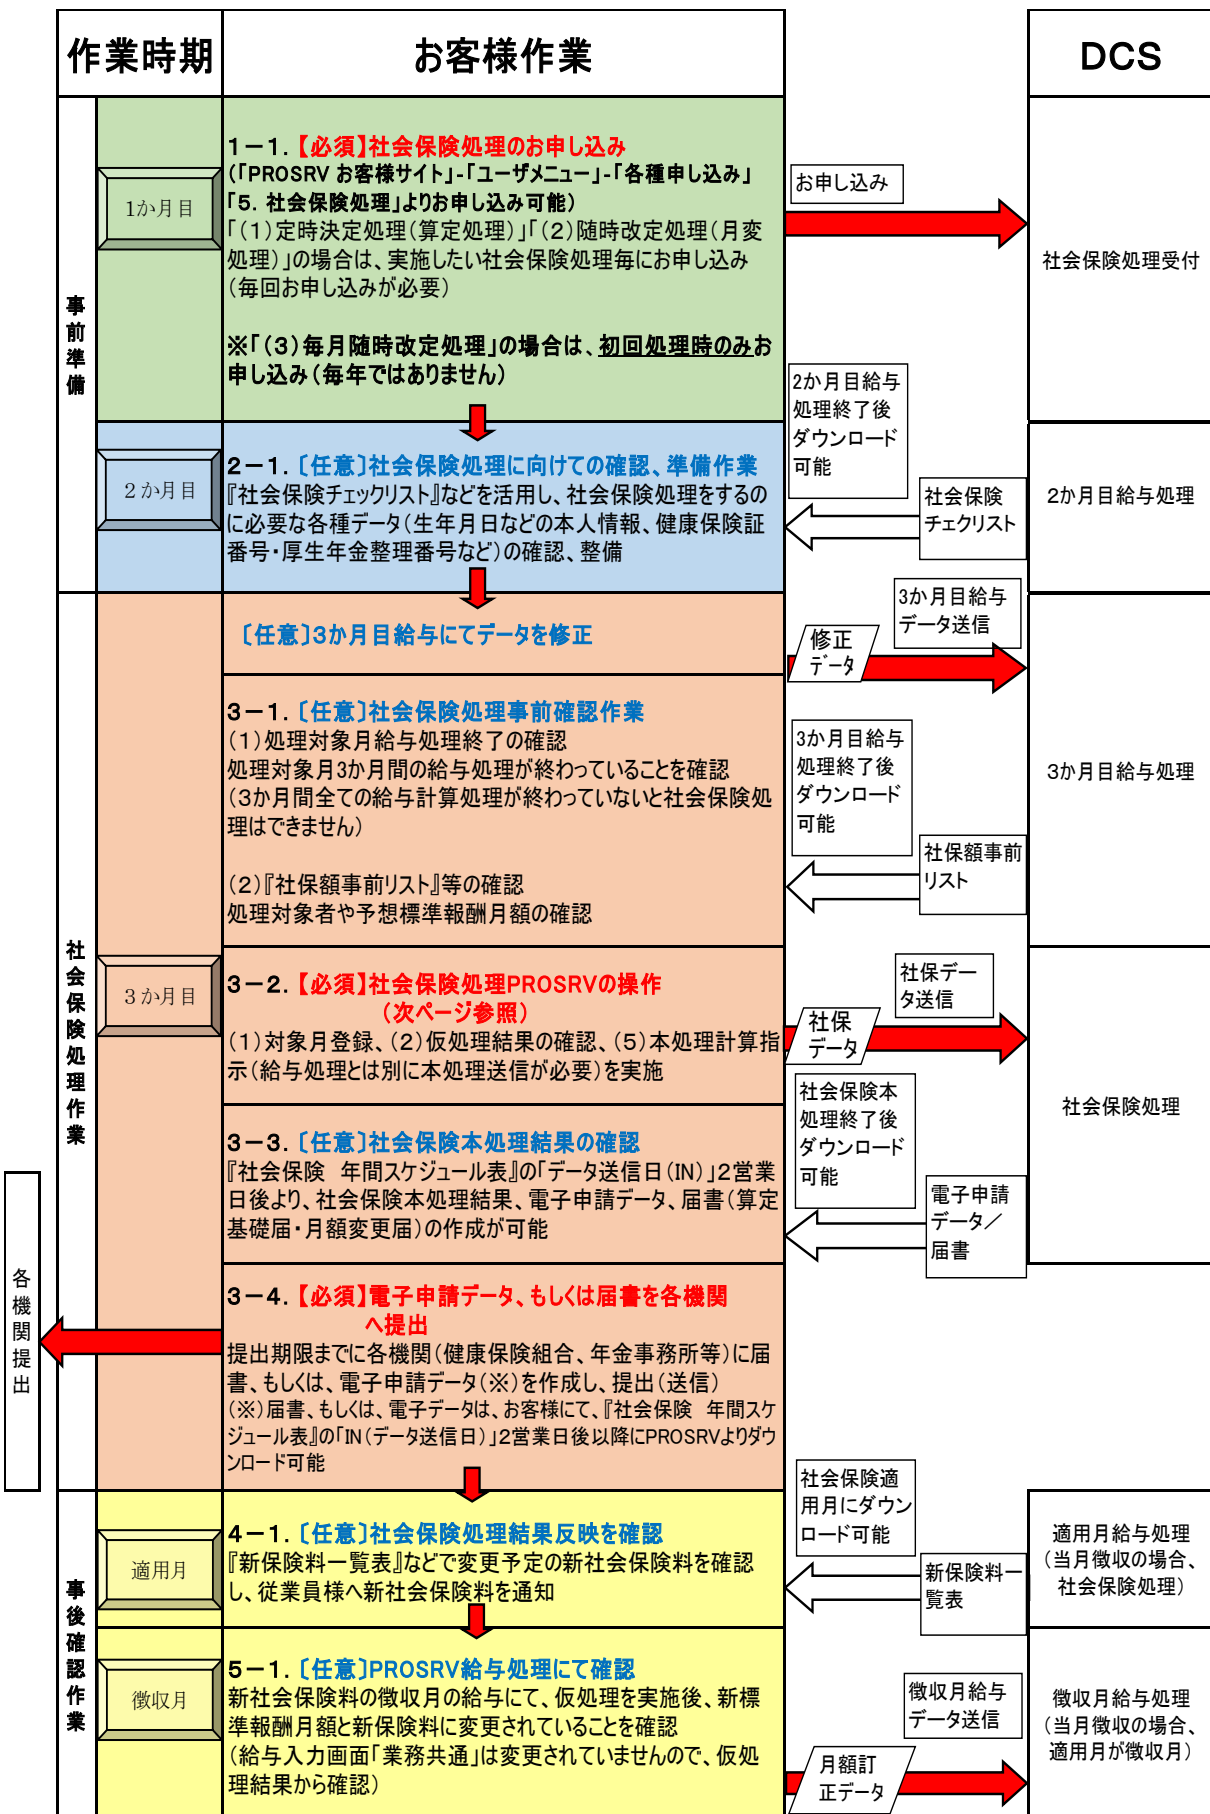 作業時期
お客様作業
DCS
事前準備
1か月目
1－1．【必須】社会保険処理のお申し込み
（「PROSRV お客様サイト」-「ユーザメニュー」-「各種申し込み」
「5．社会保険処理」よりお申し込み可能）
「（1）定時決定処理（算定処理）」「（2）随時改定処理（月変
処理）」の場合は、実施したい社会保険処理毎にお申し込み
（毎回お申し込みが必要）
※「（3）毎月随時改定処理」の場合は、初回処理時のみお
申し込み（毎年ではありません）
お申し込み
社会保険処理受付
2か月目
2－1．〔任意〕社会保険処理に向けての確認、準備作業
『社会保険チェックリスト』などを活用し、社会保険処理をするの
に必要な各種データ（生年月日などの本人情報、健康保険証
番号・厚生年金整理番号など）の確認、整備
2か月目給与
処理終了後
ダウンロード
可能
社会保険
チェクリスト
2か月目給与処理
社会保険処理作業
3か月目
〔任意〕3か月目給与にてデータを修正
修正
データ
3か月目給与
データ送信
3－1．〔任意〕社会保険処理事前確認作業
（1）処理対象月給与処理終了の確認
処理対象月3か月間の給与処理が終わっていることを確認
（3か月間全ての給与計算処理が終わっていないと社会保険処
理はできません）
（2）『社保額事前リスト』等の確認
処理対象者や予想標準報酬月額の確認
3か月目給与
処理終了後
ダウンロード
可能
社保額事前
リスト
3か月目給与処理
3－2．【必須】社会保険処理PROSRVの操作
（次ページ参照）
（1）対象月登録、（2）仮処理結果の確認、（5）本処理計算指
示（給与処理とは別に本処理送信が必要）を実施
社保
データ
社保デー
タ送信
社会保険処理
3－3．〔任意〕社会保険本処理結果の確認
『社会保険　年間スケジュール表』の「データ送信日（IN）」2営業
日後より、社会保険本処理結果、電子申請データ、届書（算定
基礎届・月額変更届）の作成が可能
社会保険本
処理終了後
ダウンロード
可能
電子申請
データ／
届書
3－4．【必須】電子申請データ、もしくは届書を各機関
へ提出
提出期限までに各機関（健康保険組合、年金事務所等）に届
書、もしくは、電子申請データ（※）を作成し、提出（送信）
（※）届書、もしくは、電子データは、お客様にて、『社会保険　年間スケ
ジュール表』の「IN（データ送信日）」2営業日後以降にPROSRVよりダウ
ンロード可能
各機関提出
事後確認作業
適用月
4－1．〔任意〕社会保険処理結果反映を確認
『新保険料一覧表』などで変更予定の新社会保険料を確認
し、従業員様へ新社会保険料を通知
社会保険適
用月にダウン
ロード可能
新保険料一
覧表
適用月給与処理
（当月徴収の場合、
社会保険処理）
徴収月
5－1．〔任意〕PROSRV給与処理にて確認
新社会保険料の徴収月の給与にて、仮処理を実施後、新標
準報酬月額と新保険料に変更されていることを確認
（給与入力画面「業務共通」は変更されていませんので、仮処
理結果から確認）
月額訂
正データ
徴収月給与
データ送信
徴収月給与処理
（当月徴収の場合、
適用月が徴収月）